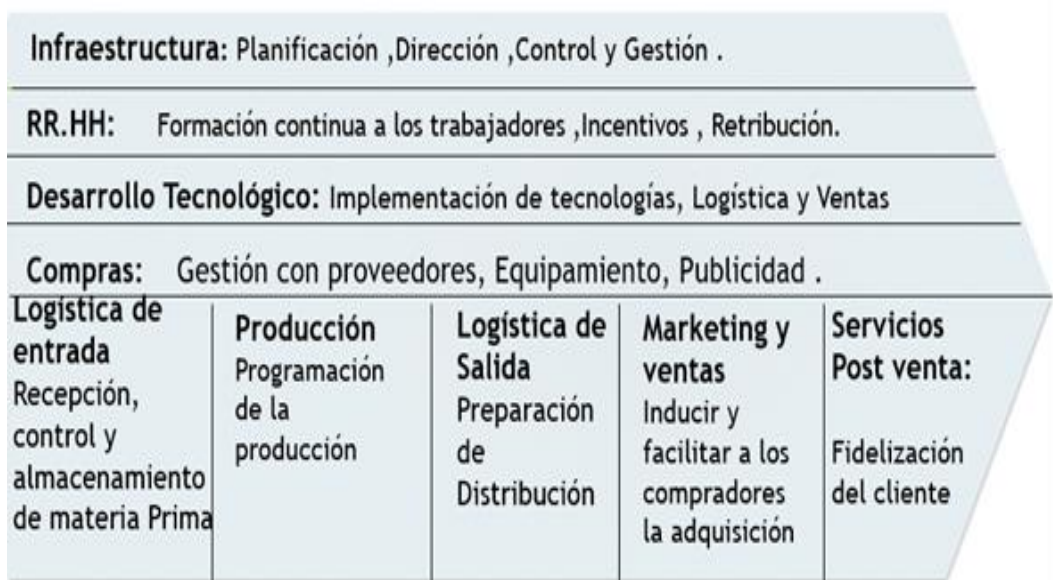 Infraestructura: Planificación ,Dirección ,Control y Gestión .
RR.HH: Formación continua a los trabajadores ,Incentivos , Retribución.
Desarrollo Tecnológico: Implementación de tecnologías, Logística y Ventas
Compras: Gestión con proveedores, Equipamiento, Publicidad .
Logística de
entrada
Recepción,
control y
almacenamiento
de materia Prima
Producción
Programación
de la
producción
Logística de
Salida
Preparación
de
Distribución
Marketing y
ventas
Inducir y
facilitar a los
compradores
la adquisición
Servicios
Post venta:
Fidelización
del cliente